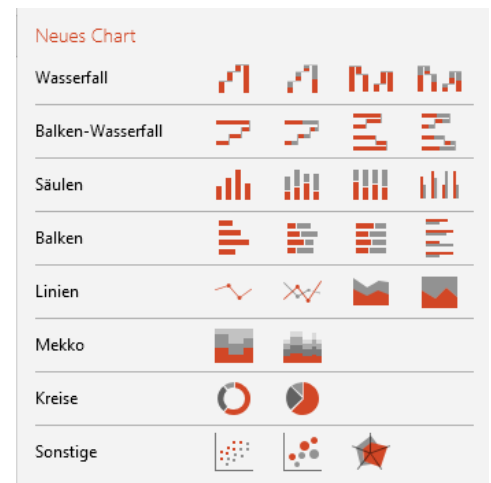 Neues Chart
Wasserfall
Balken-Wasserfall
Säulen
Balken
Linien
Mekko
Kreise
Sonstige